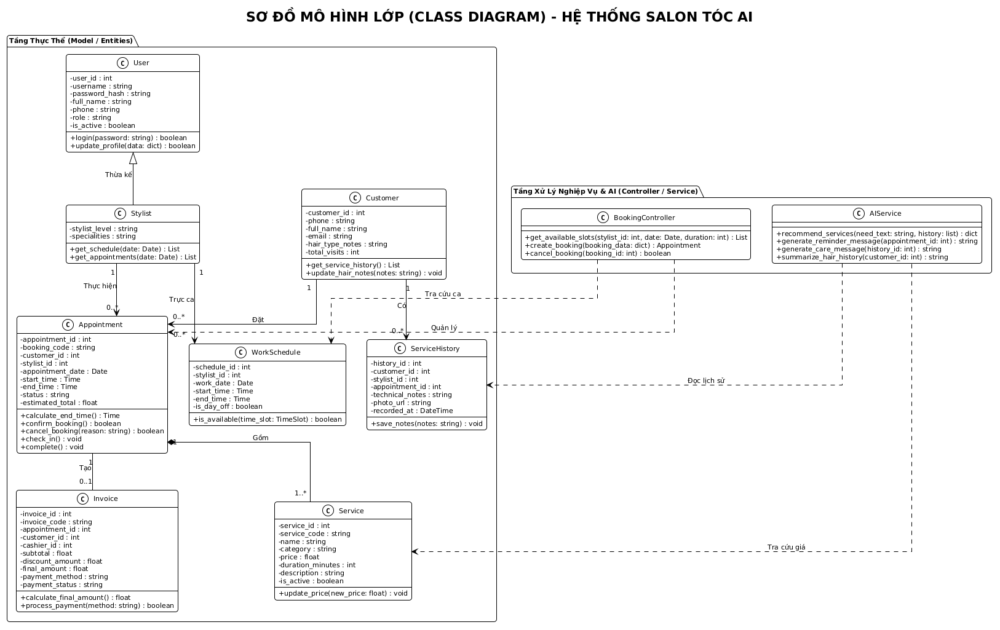 SƠ ĐỒ MÔ HÌNH LỚP (CLASS DIAGRAM) - HỆ THỐNG SALON TÓC AI
Tầng Thực Thể (Model / Entities)
C User
-user_id : int
-username : string
-password_hash : string
-full_name : string
-phone : string
-role : string
-is_active : boolean
+login(password: string) : boolean
+update_profile(data: dict) : boolean
Thừa kế
C Stylist
-stylist_level : string
-specialities : string
+get_schedule(date: Date) : List
+get_appointments(date: Date) : List
C Customer
-customer_id : int
-phone : string
-full_name : string
-email : string
-hair_type_notes : string
-total_visits : int
+get_service_history() : List
+update_hair_notes(notes: string) : void
Tầng Xử Lý Nghiệp Vụ & AI (Controller / Service)
C BookingController
+get_available_slots(stylist_id: int, date: Date, duration: int) : List
+create_booking(booking_data: dict) : Appointment
+cancel_booking(booking_id: int) : boolean
C AIService
+recommend_services(need_text: string, history: list) : dict
+generate_reminder_message(appointment_id: int) : string
+generate_care_message(history_id: int) : string
+summarize_hair_history(customer_id: int) : string
1
Thực hiện
0..*
1
Trực ca
0..*
1
Đặt
0..*
1
Có
0..*
Tra cứu ca
Quản lý
Đọc lịch sử
C Appointment
-appointment_id : int
-booking_code : string
-customer_id : int
-stylist_id : int
-appointment_date : Date
-start_time : Time
-end_time : Time
-status : string
-estimated_total : float
+calculate_end_time() : Time
+confirm_booking() : boolean
+cancel_booking(reason: string) : boolean
+check_in() : void
+complete() : void
C WorkSchedule
-schedule_id : int
-stylist_id : int
-work_date : Date
-start_time : Time
-end_time : Time
-is_day_off : boolean
+is_available(time_slot: TimeSlot) : boolean
C ServiceHistory
-history_id : int
-customer_id : int
-stylist_id : int
-appointment_id : int
-technical_notes : string
-photo_url : string
-recorded_at : DateTime
+save_notes(notes: string) : void
1
Gồm
1..*
1
Tạo
0..1
C Invoice
-invoice_id : int
-invoice_code : string
-appointment_id : int
-customer_id : int
-cashier_id : int
-subtotal : float
-discount_amount : float
-final_amount : float
-payment_method : string
-payment_status : string
+calculate_final_amount() : float
+process_payment(method: string) : boolean
C Service
-service_id : int
-service_code : string
-name : string
-category : string
-price : float
-duration_minutes : int
-description : string
-is_active : boolean
+update_price(new_price: float) : void
Tra cứu giá